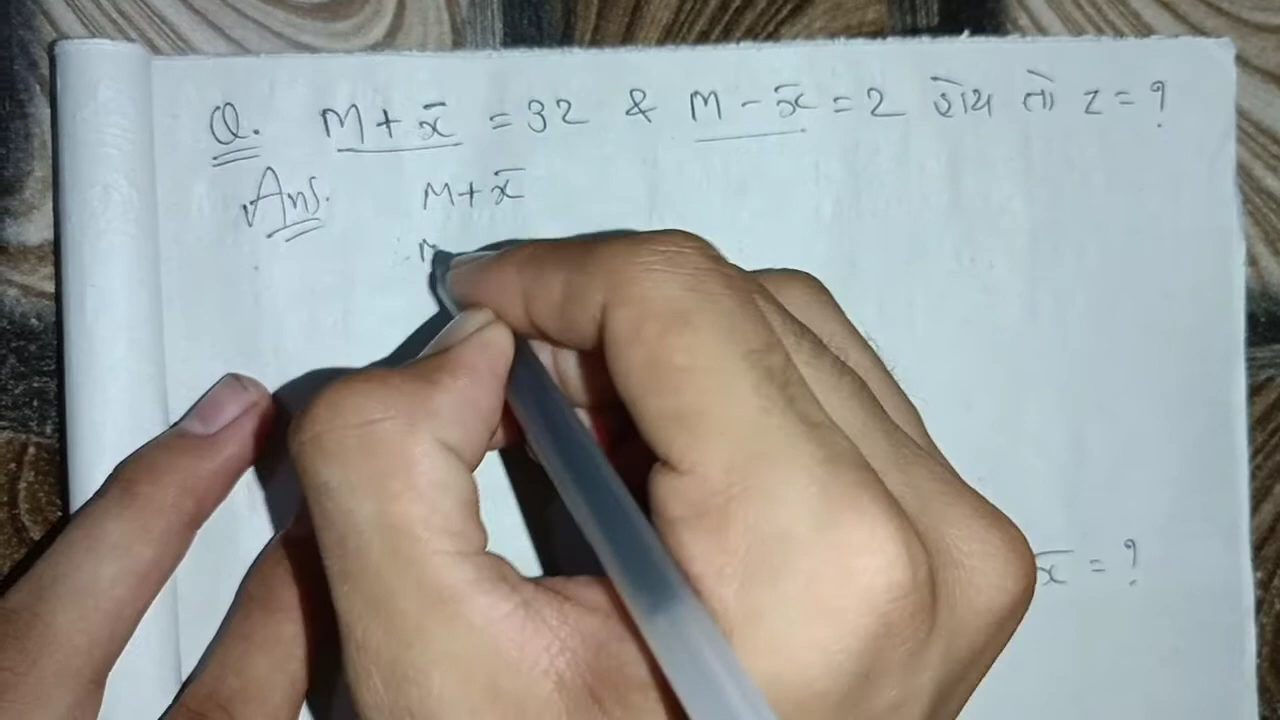 Q. M + x̄ = 32 & M - x̄ = 2 હોય તો Z = ?
Ans. M + x̄
M
x̄ = ?